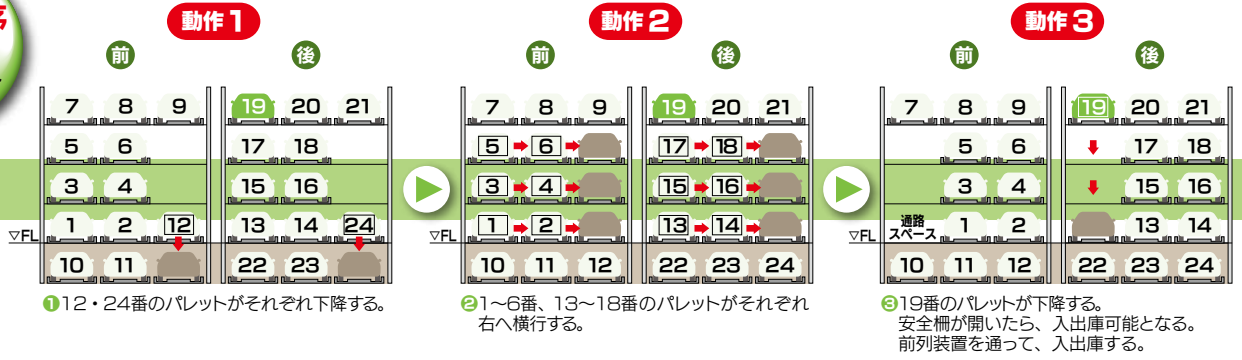 動作1
前 後
7 8 9 19 20 21
5 6 17 18
3 4 15 16
1 2 12 13 14 24
▽FL
10 11 22 23
❶12・24番のパレットがそれぞれ下降する。
動作2
前 後
7 8 9 19 20 21
5 6 17 18
3 4 15 16
1 2 13 14
▽FL
10 11 12 22 23 24
❷1〜6番、13〜18番のパレットがそれぞれ
右へ横行する。
動作3
前 後
7 8 9 19 20 21
5 6 17 18
3 4 15 16
通路
スペース 1 2 13 14
▽FL
10 11 12 22 23 24
❸19番のパレットが下降する。
安全柵が開いたら、入出庫可能となる。
前列装置を通って、入出庫する。